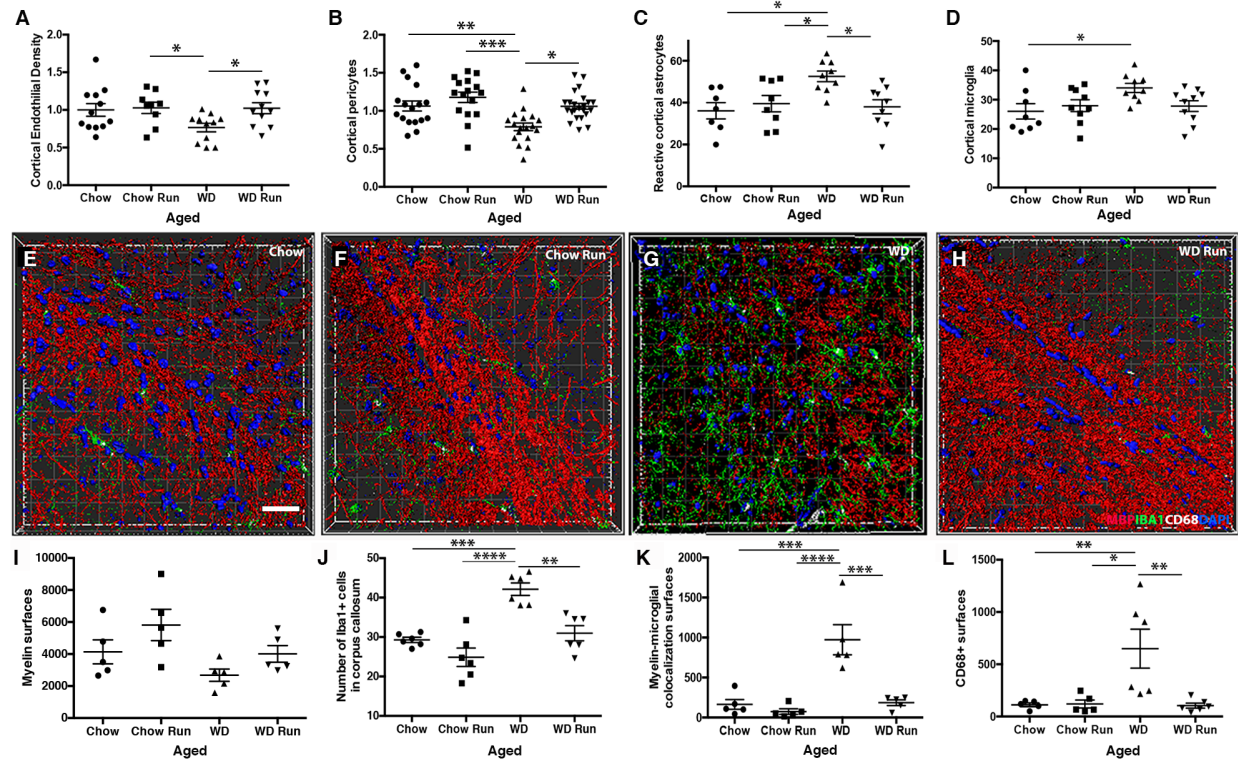 A
Cortical Endothilial Density
2.0
1.5
1.0
0.5
0.0
*
*
Chow Chow Run WD WD Run
Aged
B
Cortical pericytes
2.0
1.5
1.0
0.5
0.0
**
***
*
Chow Chow Run WD WD Run
Aged
C
Reactive cortical astrocytes
60
40
20
0
*
*
*
Chow Chow Run WD WD Run
Aged
D
Cortical microglia
50
40
30
20
10
0
*
Chow Chow Run WD WD Run
Aged
E
Chow
F
Chow Run
G
WD
H
WD Run
MBPIBA1CD68DAPI
I
Myelin surfaces
10000
8000
6000
4000
2000
0
Chow Chow Run WD WD Run
Aged
J
Number of Iba1+ cells
in corpus callosum
50
40
30
20
10
***
****
**
Chow Chow Run WD WD Run
Aged
K
Myelin-microglial
colocalization surfaces
2000
1500
1000
500
0
***
****
***
Chow Chow Run WD WD Run
Aged
L
CD68+ surfaces
1500
1000
500
0
**
*
**
Chow Chow Run WD WD Run
Aged